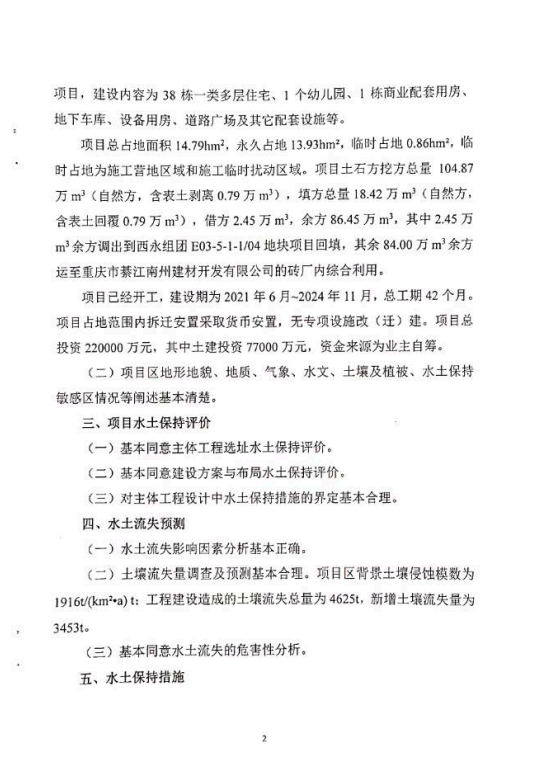 项目，建设内容为 38 栋一类多层住宅、1 个幼儿园、1 栋商业配套用房、
地下车库、设备用房、道路广场及其它配套设施等。
项目总占地面积 14.79hm²，永久占地 13.93hm²，临时占地 0.86hm²，临
时占地为施工营地区域和施工临时扰动区域。项目土石方挖方总量 104.87
万 m³（自然方，含表土剥离 0.79 万 m³），填方总量 18.42 万 m³（自然方，
含表土回覆 0.79 万 m³），借方 2.45 万 m³，余方 86.45 万 m³，其中 2.45 万
m³ 余方调出到西永组团 E03-5-1-1/04 地块项目回填，其余 84.00 万 m³ 余方
运至重庆市綦江南州建材开发有限公司的砖厂内综合利用。
项目已经开工，建设期为 2021 年 6 月~2024 年 11 月，总工期 42 个月。
项目占地范围内拆迁安置采取货币安置，无专项设施改（迁）建。项目总
投资 220000 万元，其中土建投资 77000 万元，资金来源为业主自筹。
（二）项目区地形地貌、地质、气象、水文、土壤及植被、水土保持
敏感区情况等阐述基本清楚。
三、项目水土保持评价
（一）基本同意主体工程选址水土保持评价。
（二）基本同意建设方案与布局水土保持评价。
（三）对主体工程设计中水土保持措施的界定基本合理。
四、水土流失预测
（一）水土流失影响因素分析基本正确。
（二）土壤流失量调查及预测基本合理。项目区背景土壤侵蚀模数为
1916t/(km²•a) t；工程建设造成的土壤流失总量为 4625t，新增土壤流失量为
3453t。
（三）基本同意水土流失的危害性分析。
五、水土保持措施
2